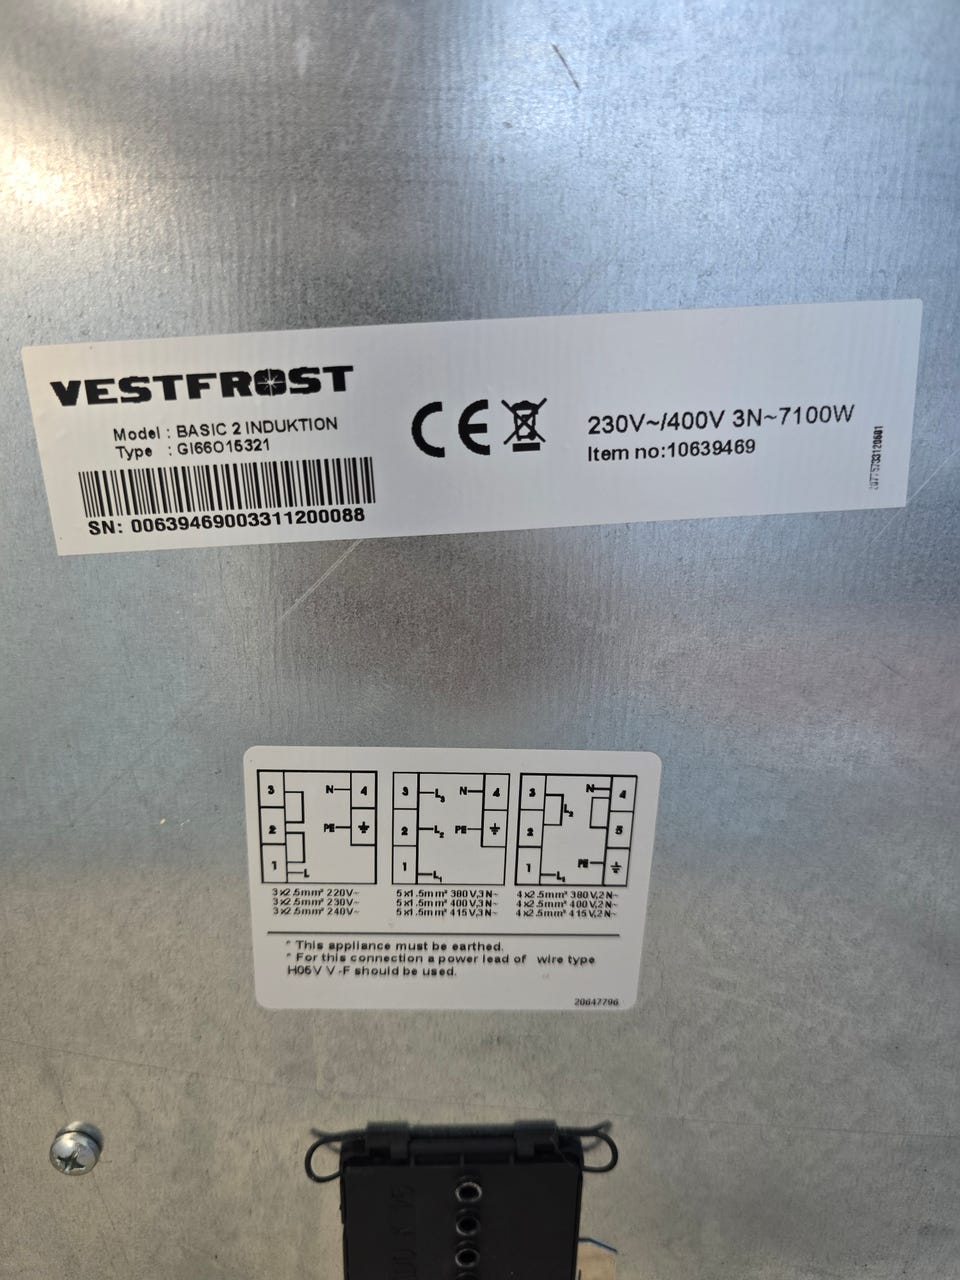 VESTFROST
Model : BASIC 2 INDUKTION
Type : GI66O15321
SN: 00639469003311200088
CE
230V~/400V 3N~7100W
Item no:10639469
3 N 4
2 PE
1 L
3 L3 N 4
2 L2 PE
1 L1
3 N 4
2 L2 5
1 L1 PE
3x2.5mm² 220V~
3x2.5mm² 230V~
3x2.5mm² 240V~
5x1.5mm² 380V,3N~
5x1.5mm² 400V,3N~
5x1.5mm² 415V,3N~
4x2.5mm² 380V,2N~
4x2.5mm² 400V,2N~
4x2.5mm² 415V,2N~
* This appliance must be earthed.
* For this connection a power lead of wire type
H05V V-F should be used.
20647796